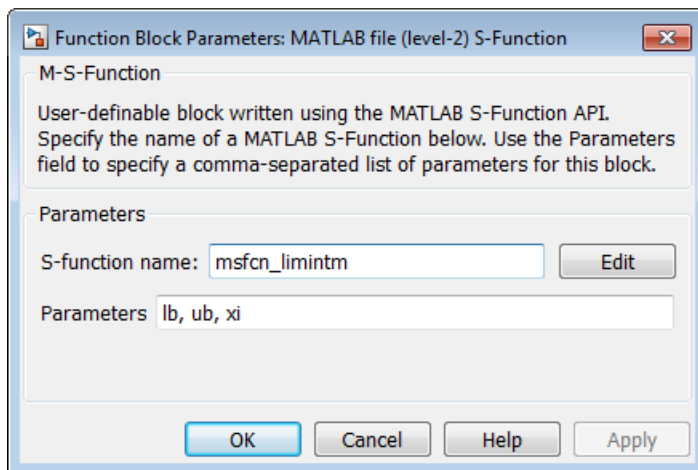 Function Block Parameters: MATLAB file (level-2) S-Function
M-S-Function
User-definable block written using the MATLAB S-Function API.
Specify the name of a MATLAB S-Function below. Use the Parameters
field to specify a comma-separated list of parameters for this block.
Parameters
S-function name: msfcn_limintm Edit
Parameters lb, ub, xi
OK Cancel Help Apply